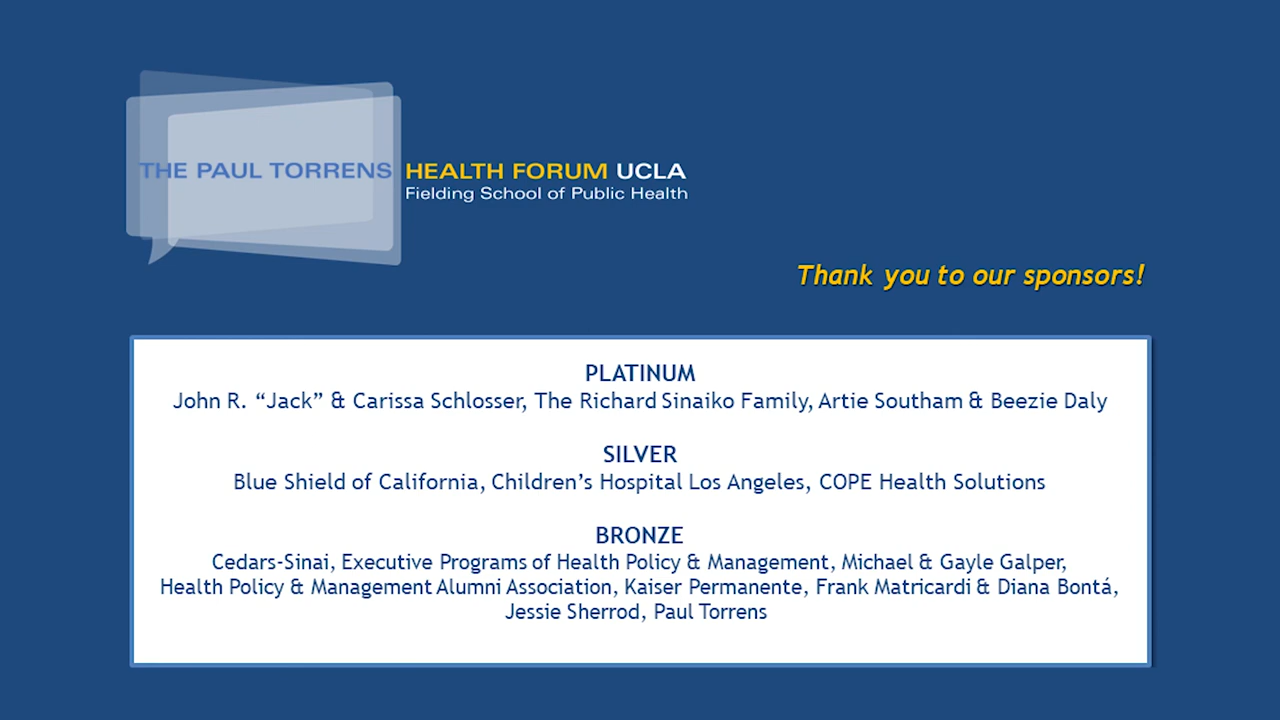 THE PAUL TORRENS HEALTH FORUM UCLA
Fielding School of Public Health
Thank you to our sponsors!
PLATINUM
John R. “Jack” & Carissa Schlosser, The Richard Sinaiko Family, Artie Southam & Beezie Daly
SILVER
Blue Shield of California, Children’s Hospital Los Angeles, COPE Health Solutions
BRONZE
Cedars-Sinai, Executive Programs of Health Policy & Management, Michael & Gayle Galper,
Health Policy & Management Alumni Association, Kaiser Permanente, Frank Matricardi & Diana Bontá,
Jessie Sherrod, Paul Torrens